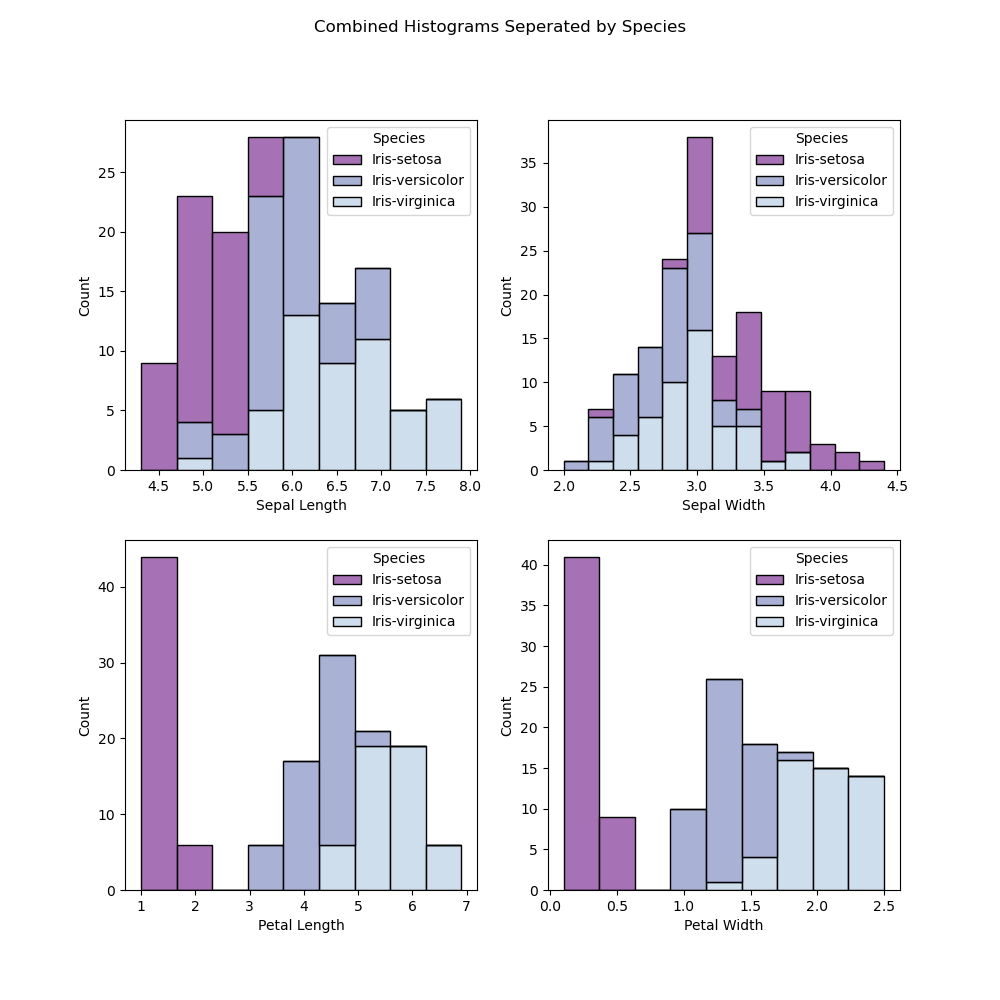 Combined Histograms Seperated by Species
Count
25
20
15
10
5
0
4.5 5.0 5.5 6.0 6.5 7.0 7.5 8.0
Sepal Length
Species
Iris-setosa
Iris-versicolor
Iris-virginica
Count
35
30
25
20
15
10
5
0
2.0 2.5 3.0 3.5 4.0 4.5
Sepal Width
Species
Iris-setosa
Iris-versicolor
Iris-virginica
Count
40
30
20
10
0
1 2 3 4 5 6 7
Petal Length
Species
Iris-setosa
Iris-versicolor
Iris-virginica
Count
40
35
30
25
20
15
10
5
0
0.0 0.5 1.0 1.5 2.0 2.5
Petal Width
Species
Iris-setosa
Iris-versicolor
Iris-virginica